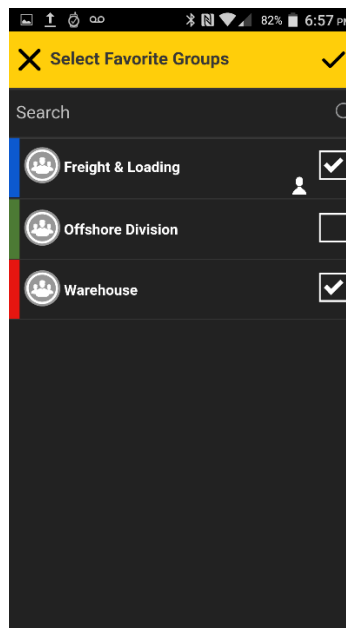 82% 6:57 PM
Select Favorite Groups
Search
Freight & Loading
Offshore Division
Warehouse